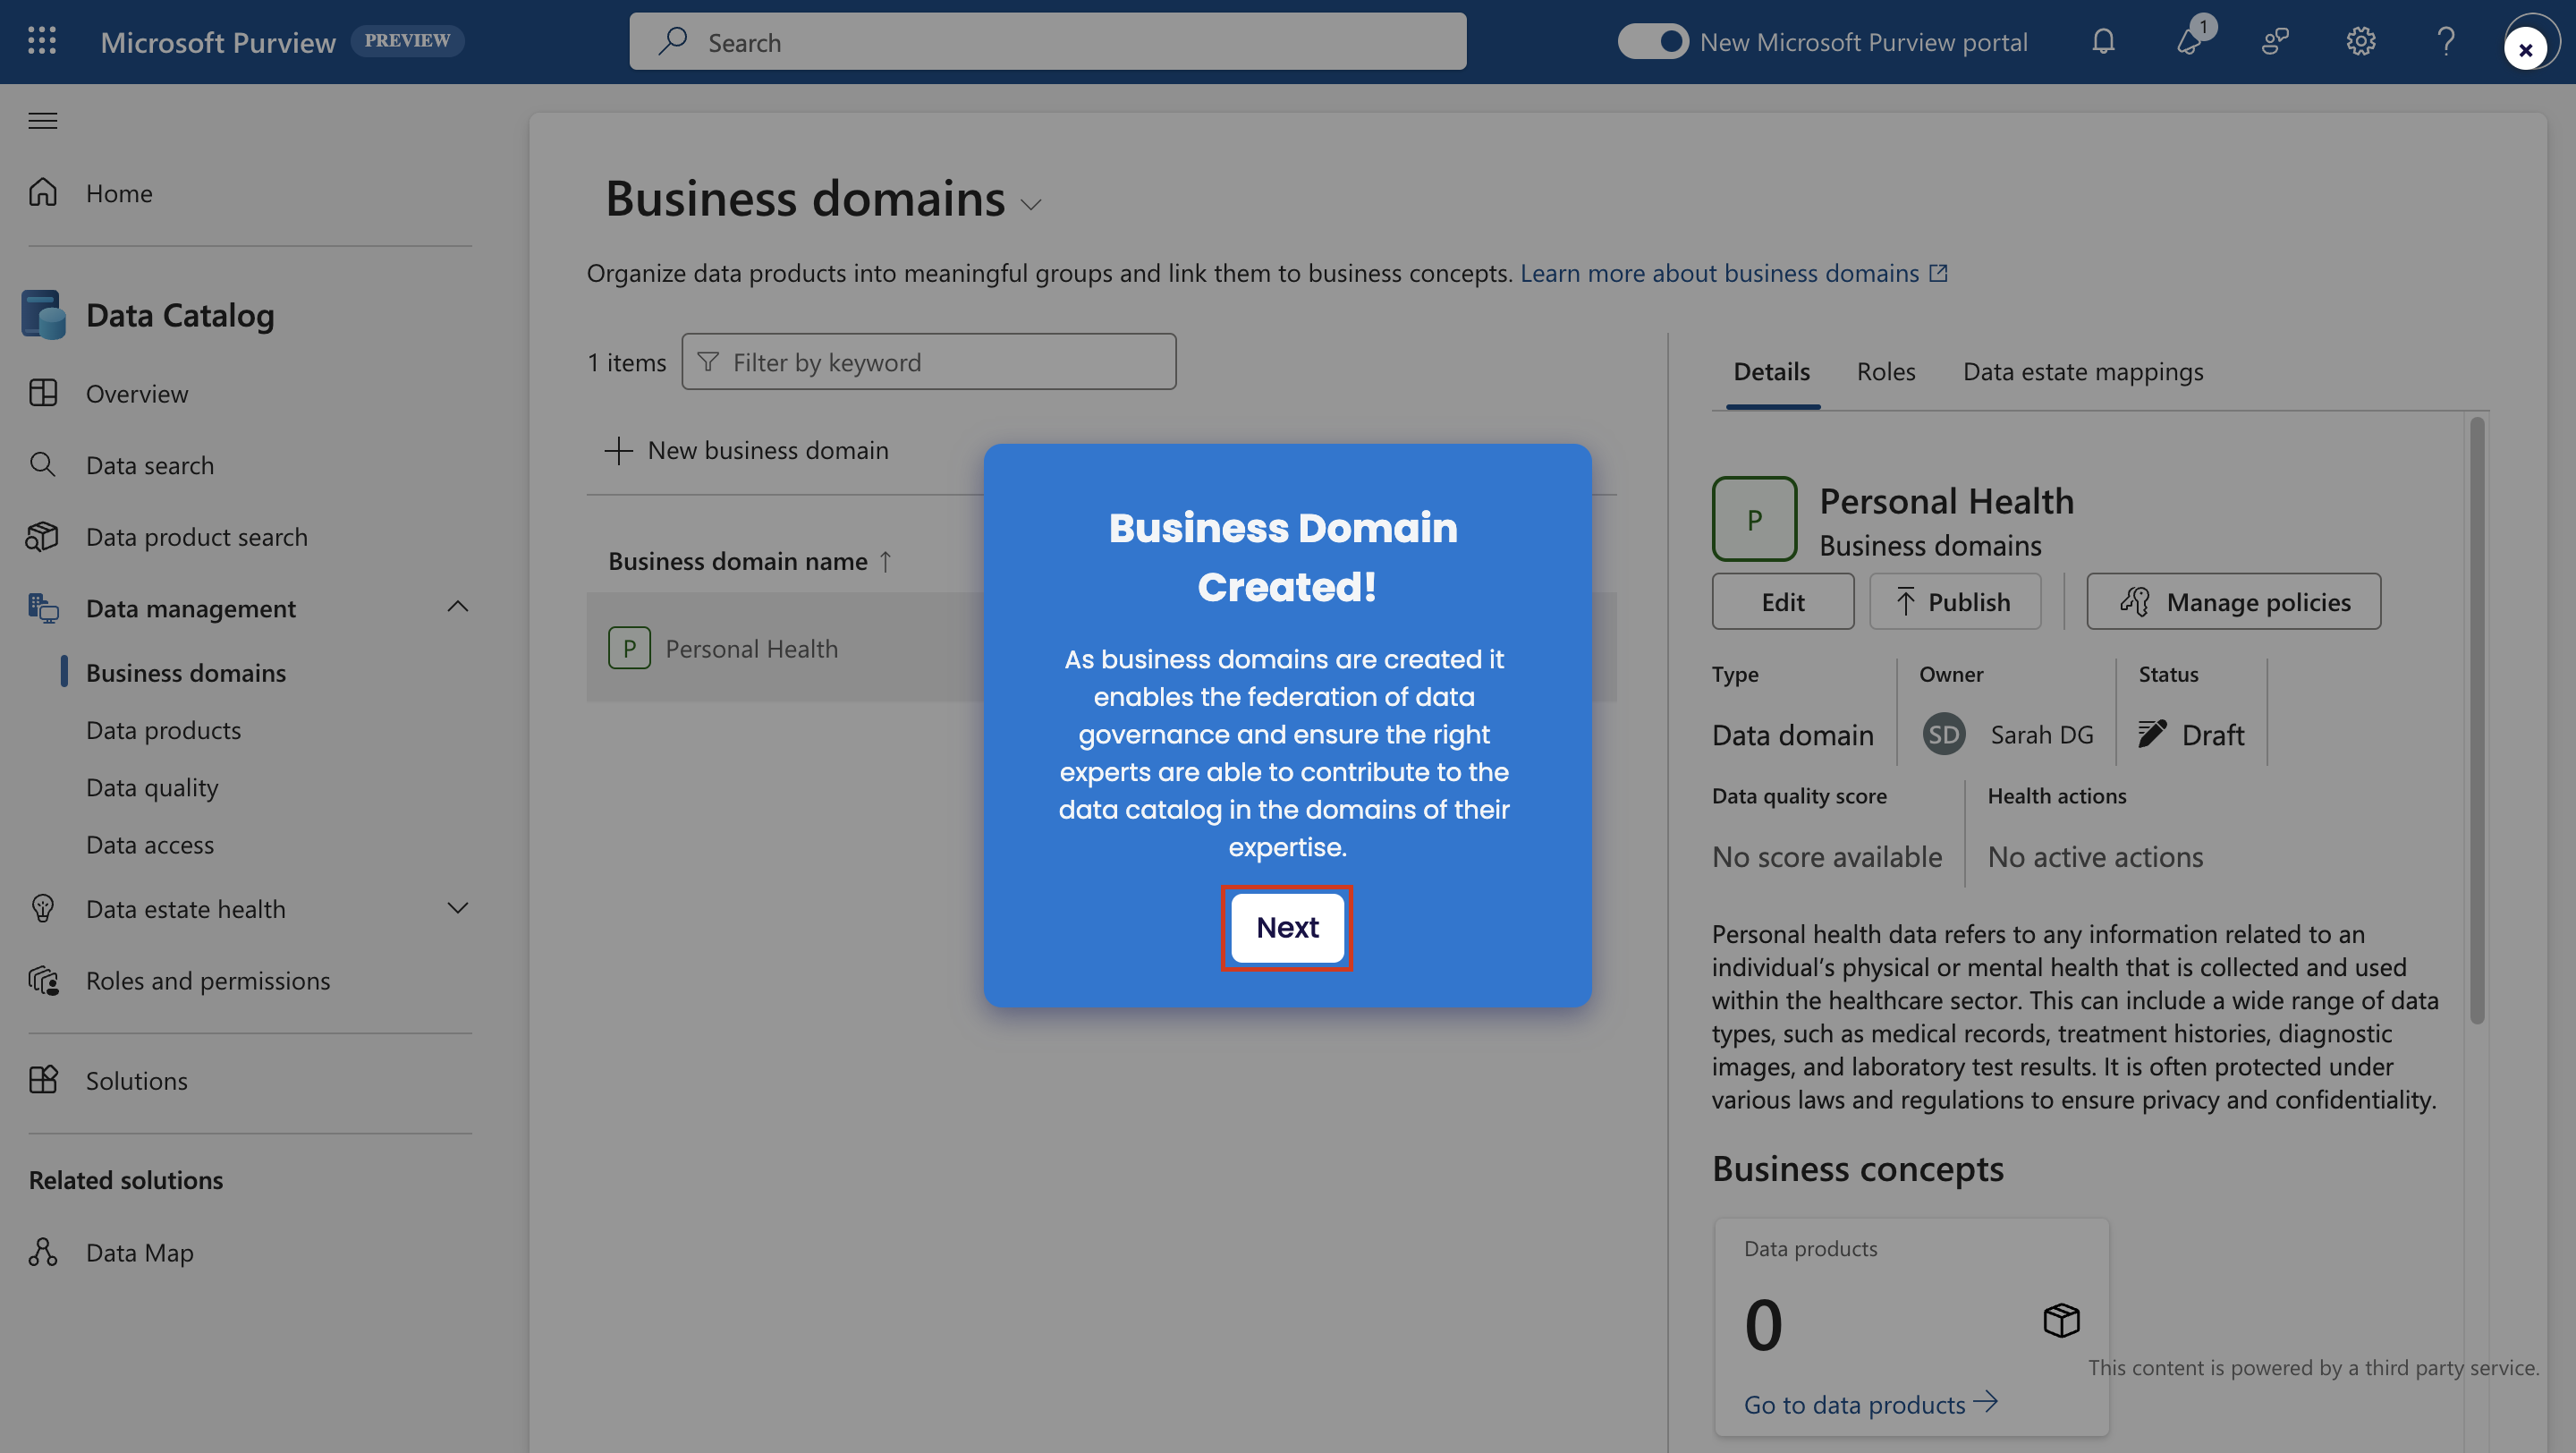 Microsoft Purview PREVIEW
Search
New Microsoft Purview portal
1
Home
Data Catalog
Overview
Data search
Data product search
Data management
Business domains
Data products
Data quality
Data access
Data estate health
Roles and permissions
Solutions
Related solutions
Data Map
Business domains
Organize data products into meaningful groups and link them to business concepts. Learn more about business domains
1 items
Filter by keyword
New business domain
Business domain name ↑
P Personal Health
Business Domain
Created!
As business domains are created it
enables the federation of data
governance and ensure the right
experts are able to contribute to the
data catalog in the domains of their
expertise.
Next
Details Roles Data estate mappings
P
Personal Health
Business domains
Edit Publish Manage policies
Type Owner Status
Data domain SD Sarah DG Draft
Data quality score Health actions
No score available No active actions
Personal health data refers to any information related to an
individual’s physical or mental health that is collected and used
within the healthcare sector. This can include a wide range of data
types, such as medical records, treatment histories, diagnostic
images, and laboratory test results. It is often protected under
various laws and regulations to ensure privacy and confidentiality.
Business concepts
Data products
0
This content is powered by a third party service.
Go to data products →